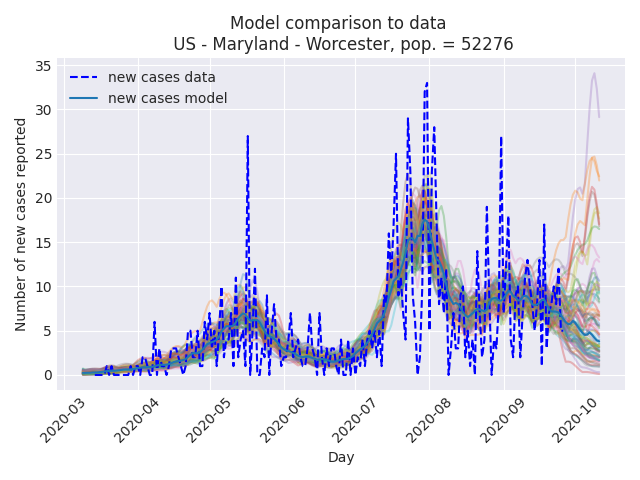 Model comparison to data
US - Maryland - Worcester, pop. = 52276
35
30
25
20
15
10
5
0
Number of new cases reported
new cases data
new cases model
2020-03
2020-04
2020-05
2020-06
2020-07
2020-08
2020-09
2020-10
Day